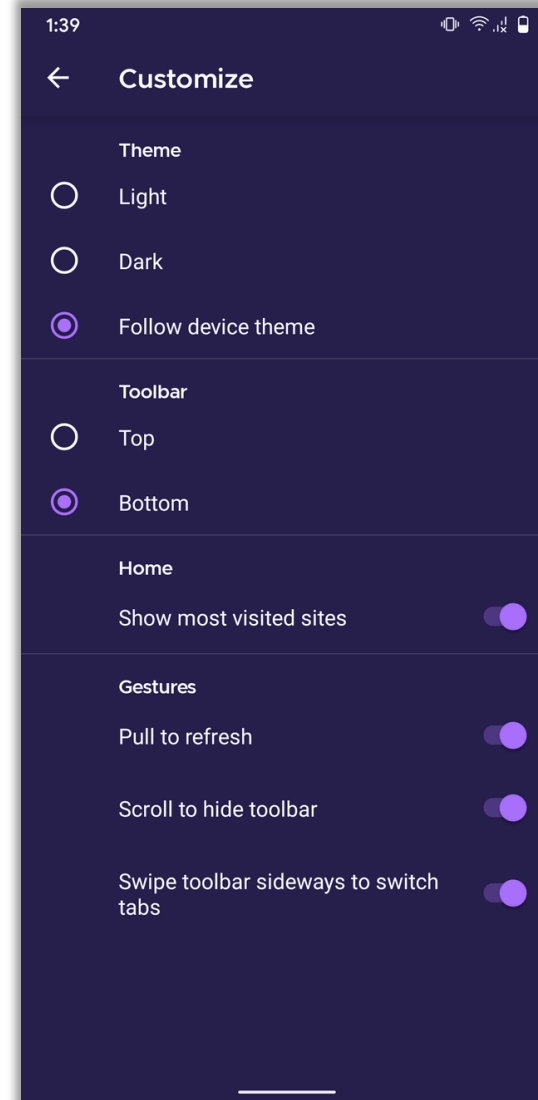 1:39
Customize
Theme
Light
Dark
Follow device theme
Toolbar
Top
Bottom
Home
Show most visited sites
Gestures
Pull to refresh
Scroll to hide toolbar
Swipe toolbar sideways to switch
tabs